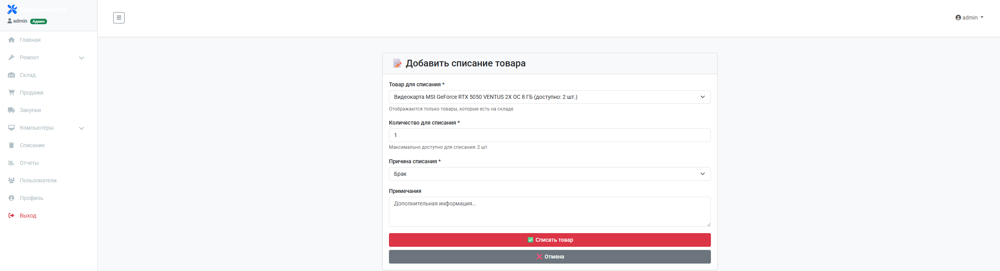 Сервисный центр
admin Админ
admin
Главная
Ремонт
Склад
Продажи
Закупки
Компьютеры
Списание
Отчеты
Пользователи
Профиль
Выход
Добавить списание товара
Товар для списания *
Видеокарта MSI GeForce RTX 5050 VENTUS 2X OC 8 ГБ (доступно: 2 шт.)
Отображаются только товары, которые есть на складе
Количество для списания *
1
Максимально доступно для списания: 2 шт.
Причина списания *
Брак
Примечания
Дополнительная информация...
Списать товар
Отмена